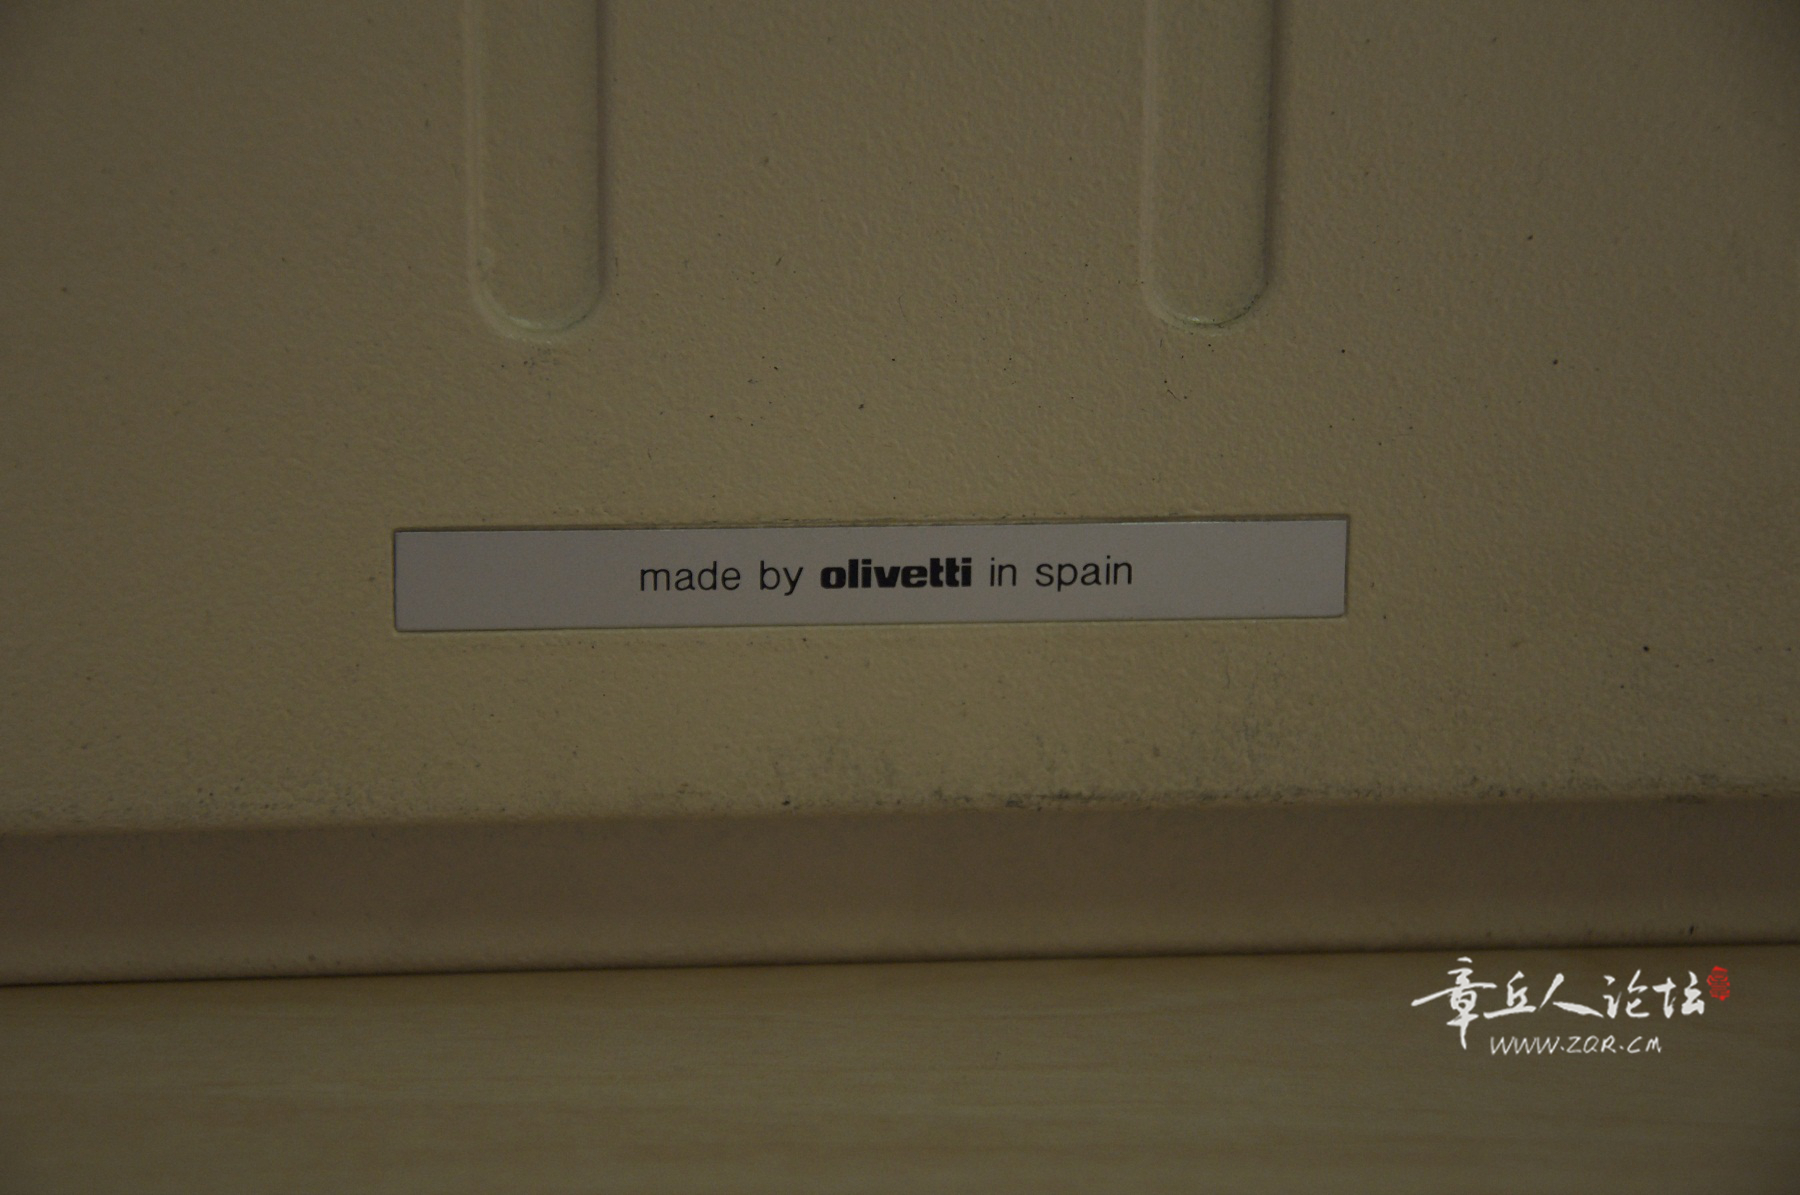 made by olivetti in spain
章丘人论坛
WWW.ZQR.CM